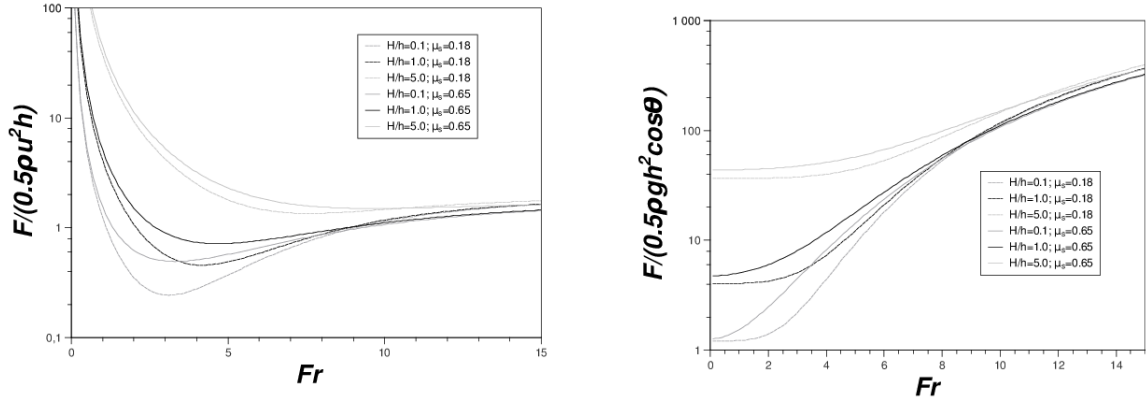 100
10
1
0,1
F/(0.5ρu²h)
H/h=0.1; μs=0.18
H/h=1.0; μs=0.18
H/h=5.0; μs=0.18
H/h=0.1; μs=0.65
H/h=1.0; μs=0.65
H/h=5.0; μs=0.65
0 5 10 15
Fr
1 000
100
10
1
F/(0.5ρgh²cosθ)
H/h=0.1; μs=0.18
H/h=1.0; μs=0.18
H/h=5.0; μs=0.18
H/h=0.1; μs=0.65
H/h=1.0; μs=0.65
H/h=5.0; μs=0.65
0 2 4 6 8 10 12 14
Fr